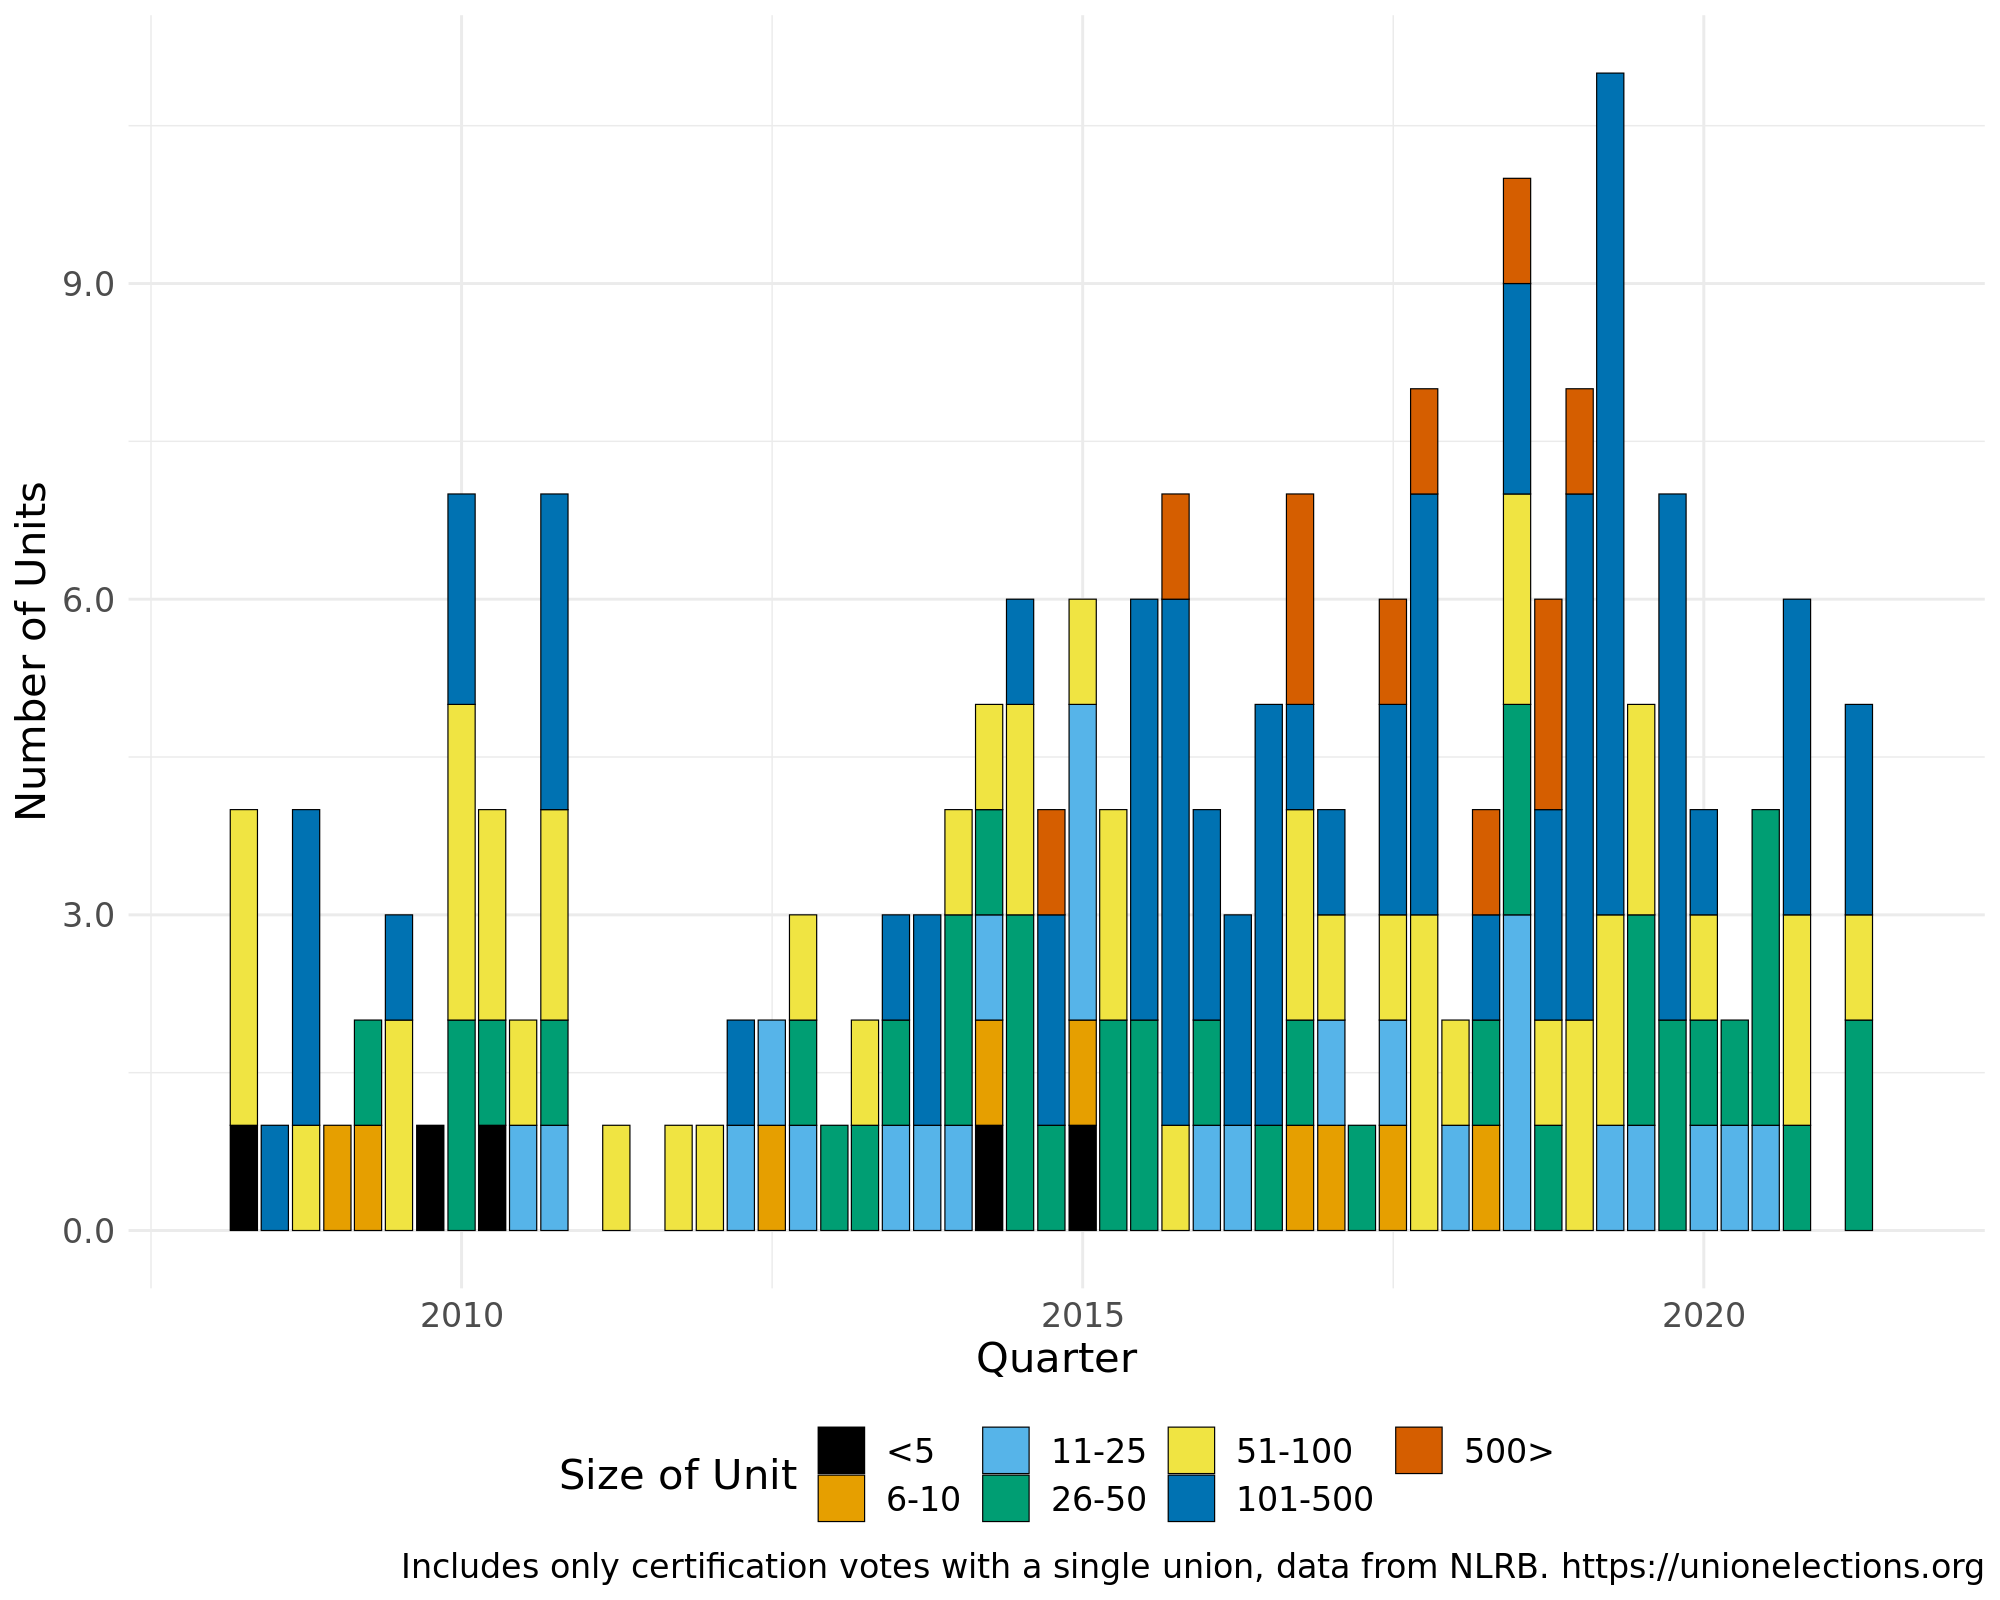 Number of Units
9.0
6.0
3.0
0.0
2010 2015 2020
Quarter
Size of Unit
<5 11-25 51-100 500>
6-10 26-50 101-500
Includes only certification votes with a single union, data from NLRB. https://unionelections.org